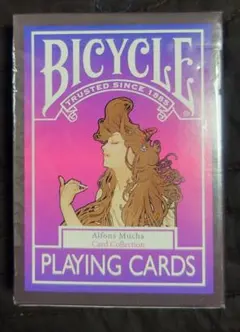 BICYCLE
®
TRUSTED SINCE 1885
Alfons Mucha
Card Collection
PLAYING CARDS